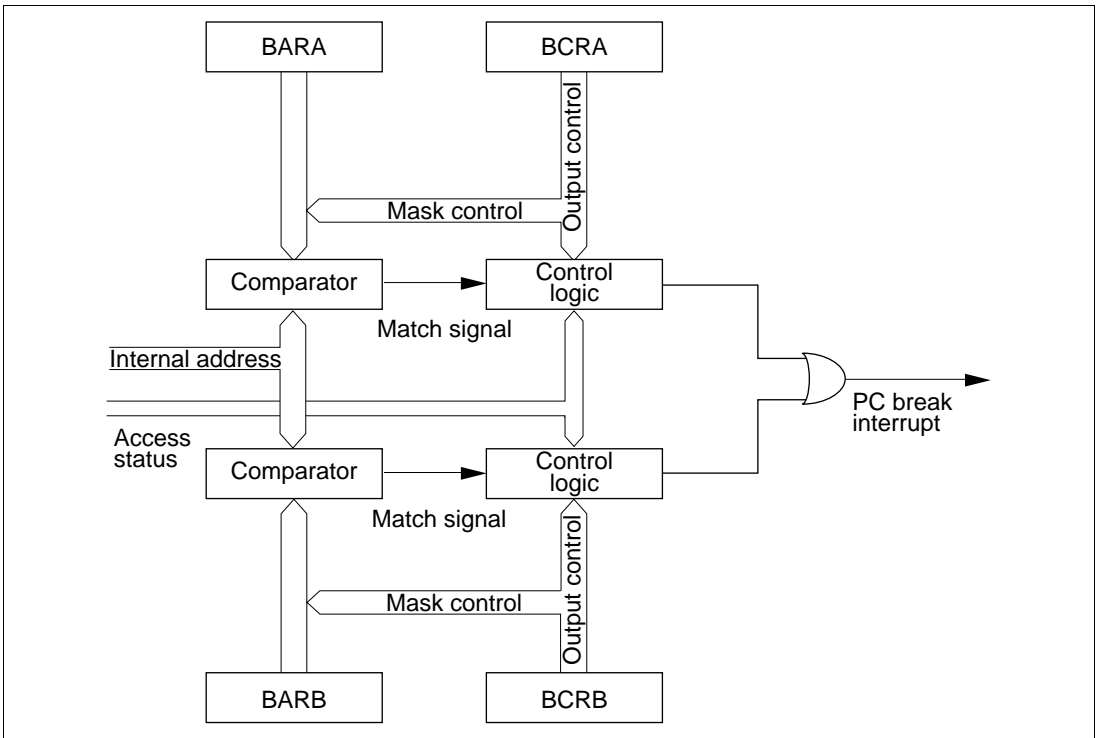 BARA
BCRA
Output control
Mask control
Comparator
Control
logic
Match signal
Internal address
Access
status
PC break
interrupt
Comparator
Control
logic
Match signal
Output control
Mask control
BARB
BCRB